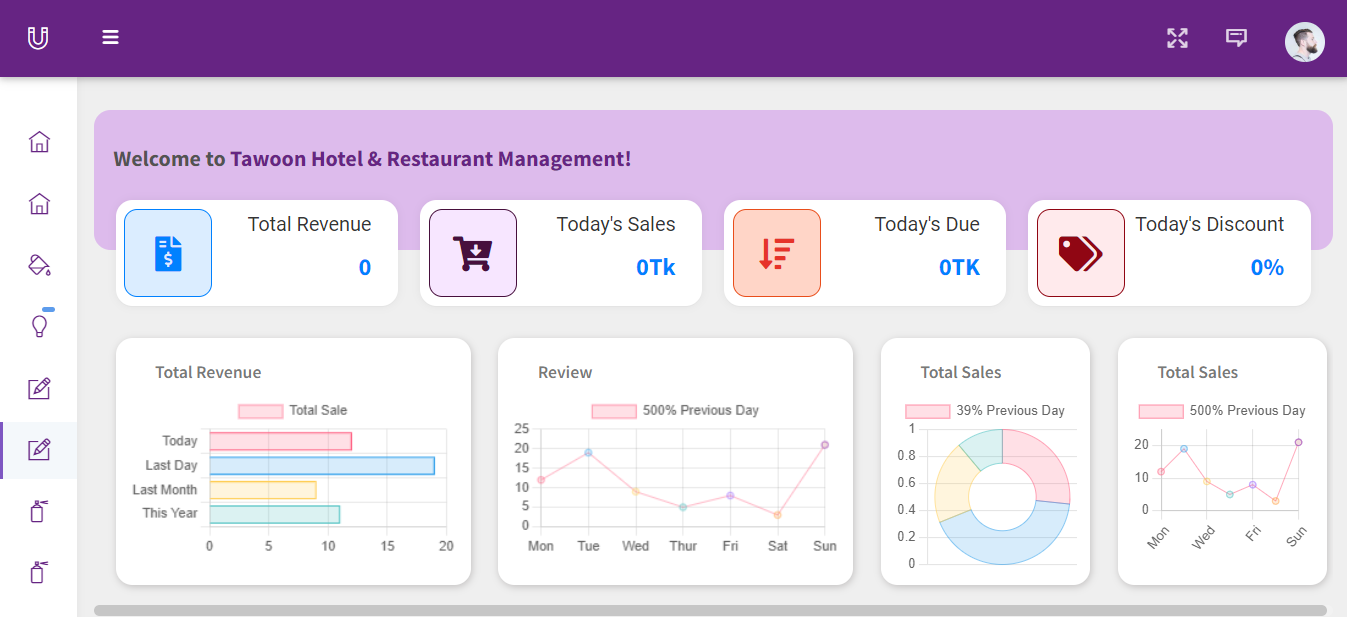 Welcome to Tawoon Hotel & Restaurant Management!
Total Revenue
0
Today's Sales
0Tk
Today's Due
0TK
Today's Discount
0%
Total Revenue
Total Sale
Today
Last Day
Last Month
This Year
0 5 10 15 20
Review
500% Previous Day
25
20
15
10
5
0
Mon Tue Wed Thur Fri Sat Sun
Total Sales
39% Previous Day
1
0.8
0.6
0.4
0.2
0
Total Sales
500% Previous Day
20
10
0
Mon Wed Fri Sun